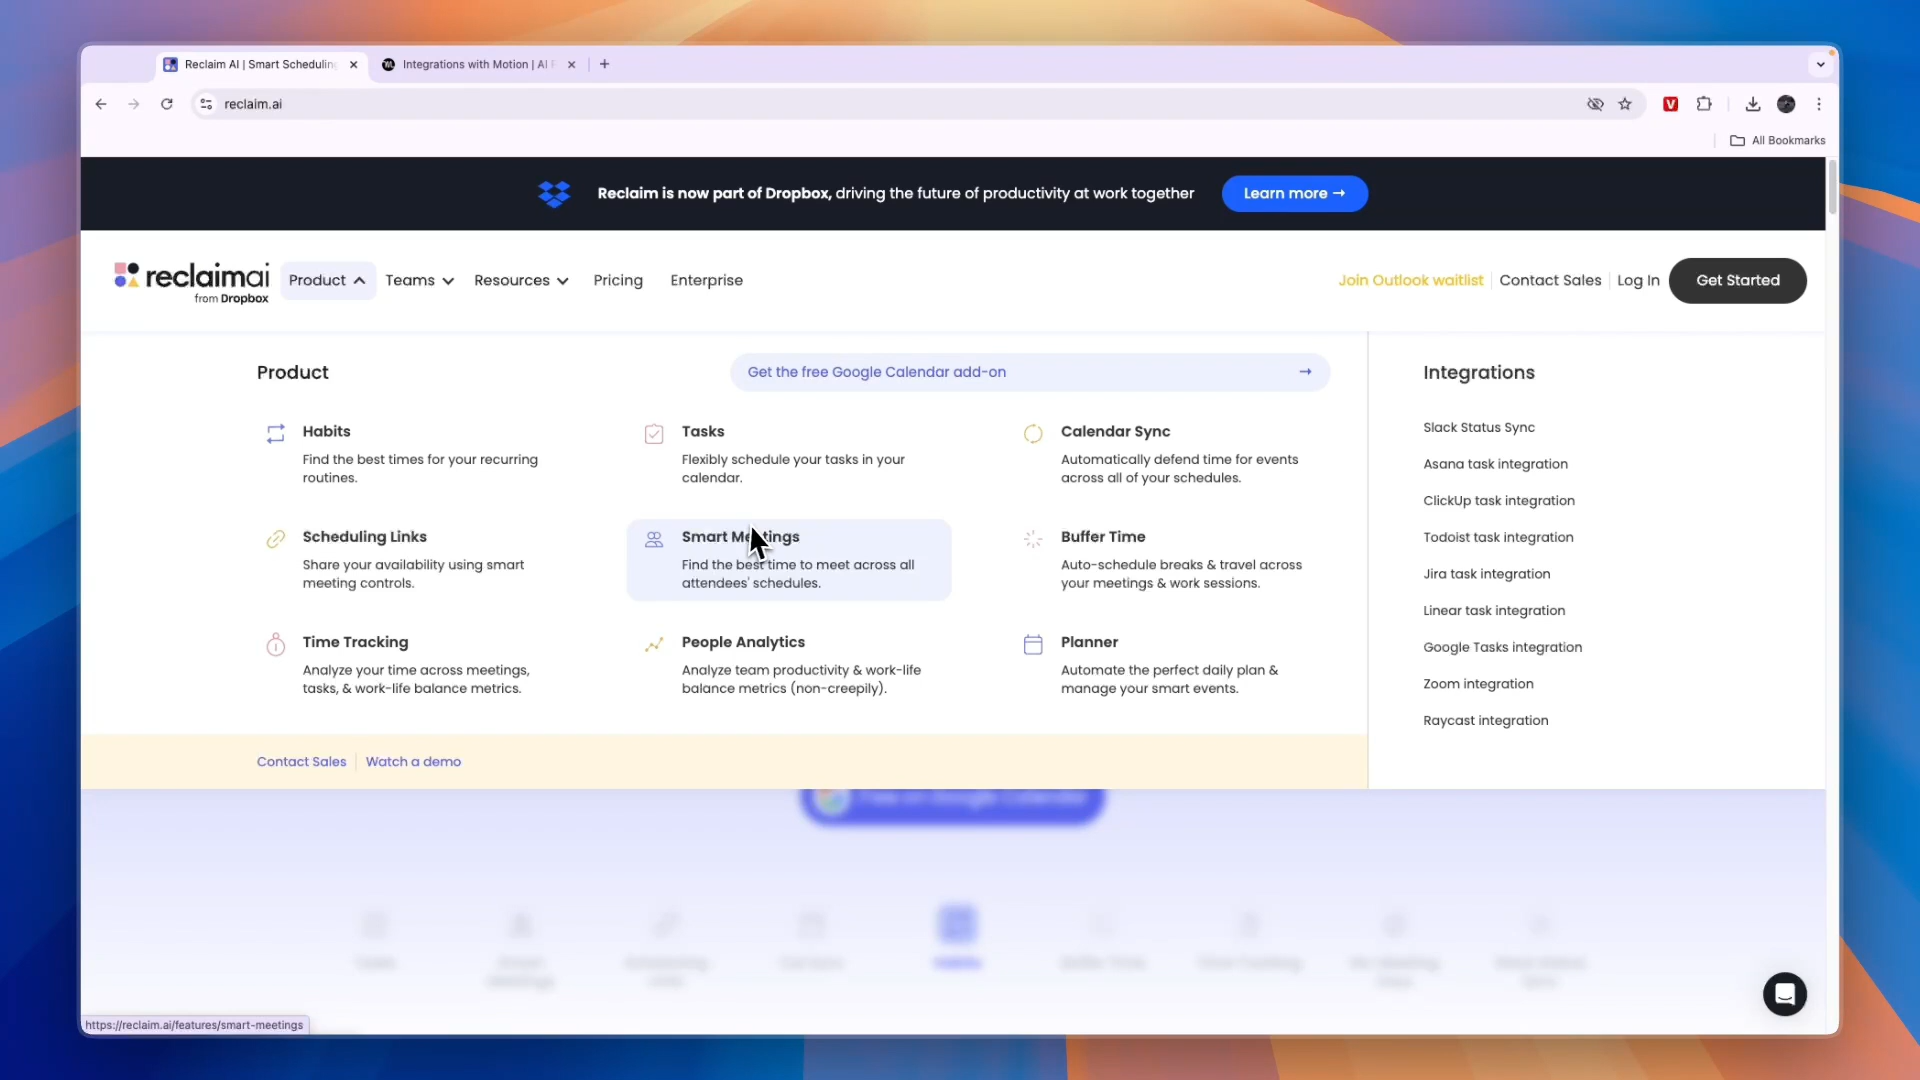 Reclaim AI | Smart Scheduling
Integrations with Motion | AI
reclaim.ai
All Bookmarks
Reclaim is now part of Dropbox, driving the future of productivity at work together
Learn more →
reclaimai
from Dropbox
Product
Teams
Resources
Pricing
Enterprise
Join Outlook waitlist
Contact Sales
Log In
Get Started
Product
Get the free Google Calendar add-on →
Habits
Find the best times for your recurring
routines.
Tasks
Flexibly schedule your tasks in your
calendar.
Calendar Sync
Automatically defend time for events
across all of your schedules.
Scheduling Links
Share your availability using smart
meeting controls.
Smart Meetings
Find the best time to meet across all
attendees' schedules.
Buffer Time
Auto-schedule breaks & travel across
your meetings & work sessions.
Time Tracking
Analyze your time across meetings,
tasks, & work-life balance metrics.
People Analytics
Analyze team productivity & work-life
balance metrics (non-creepily).
Planner
Automate the perfect daily plan &
manage your smart events.
Contact Sales
Watch a demo
Integrations
Slack Status Sync
Asana task integration
ClickUp task integration
Todoist task integration
Jira task integration
Linear task integration
Google Tasks integration
Zoom integration
Raycast integration
https://reclaim.ai/features/smart-meetings